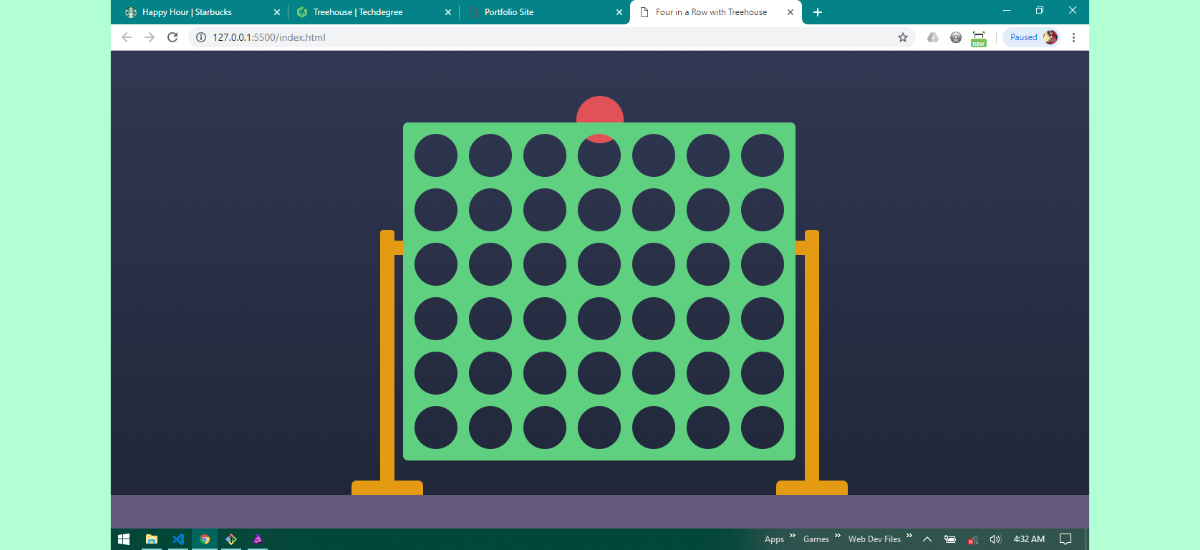 Happy Hour | Starbucks
Treehouse | Techdegree
Portfolio Site
Four in a Row with Treehouse
127.0.0.1:5500/index.html
new
Paused
Apps
Games
Web Dev Files
4:32 AM